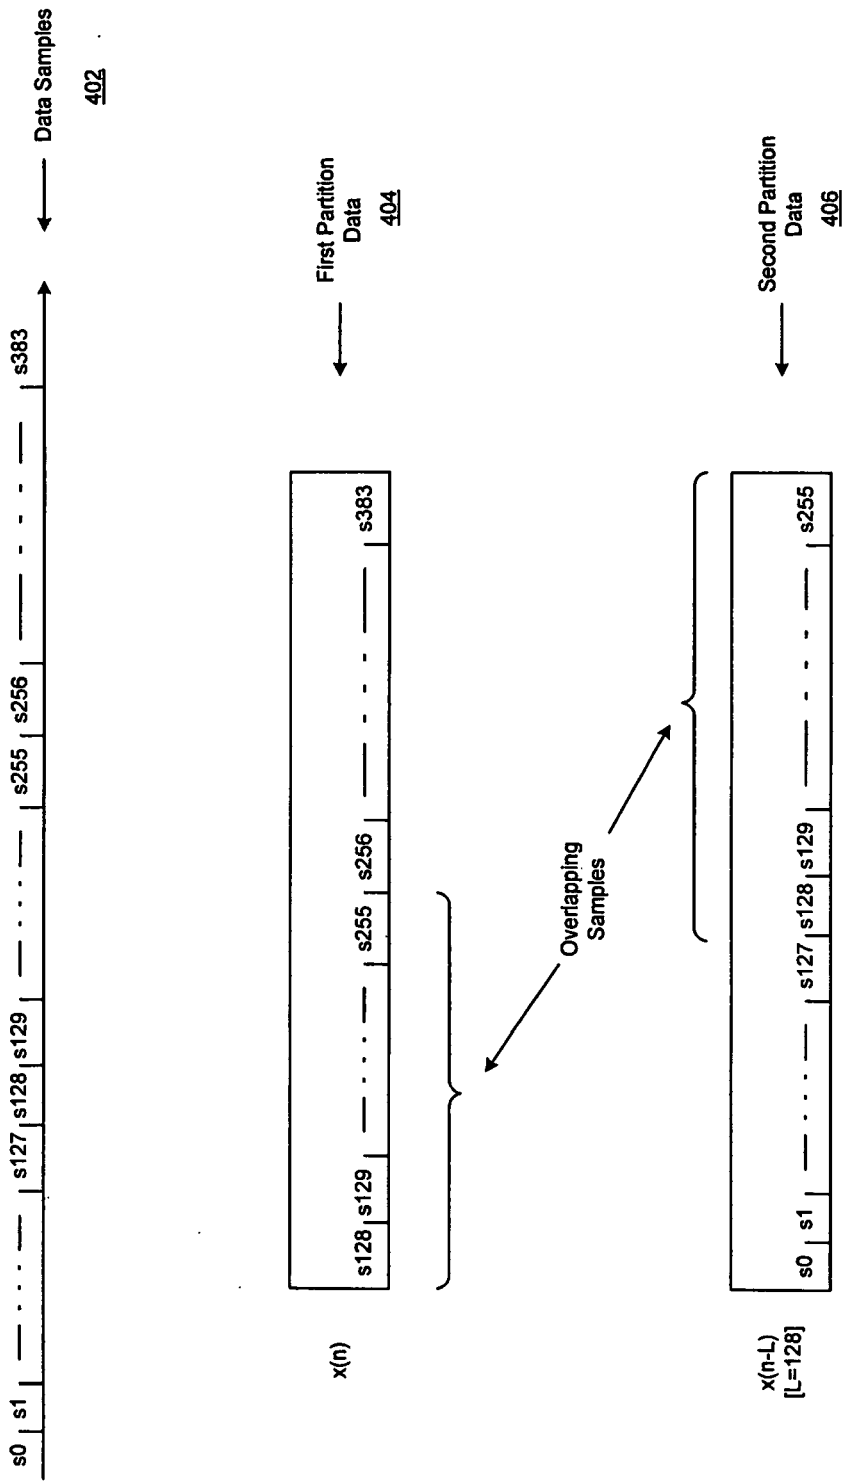 s0 s1 — · · · — s127 s128 s129 — · · · — s255 s256 — - · - — s383
Data Samples
402
x(n)
s128 s129 — · · · — s255 s256 — - · - — s383
First Partition
Data
404
Overlapping
Samples
x(n-L)
[L=128]
s0 s1 — · · · — s127 s128 s129 — - · - — s255
Second Partition
Data
406